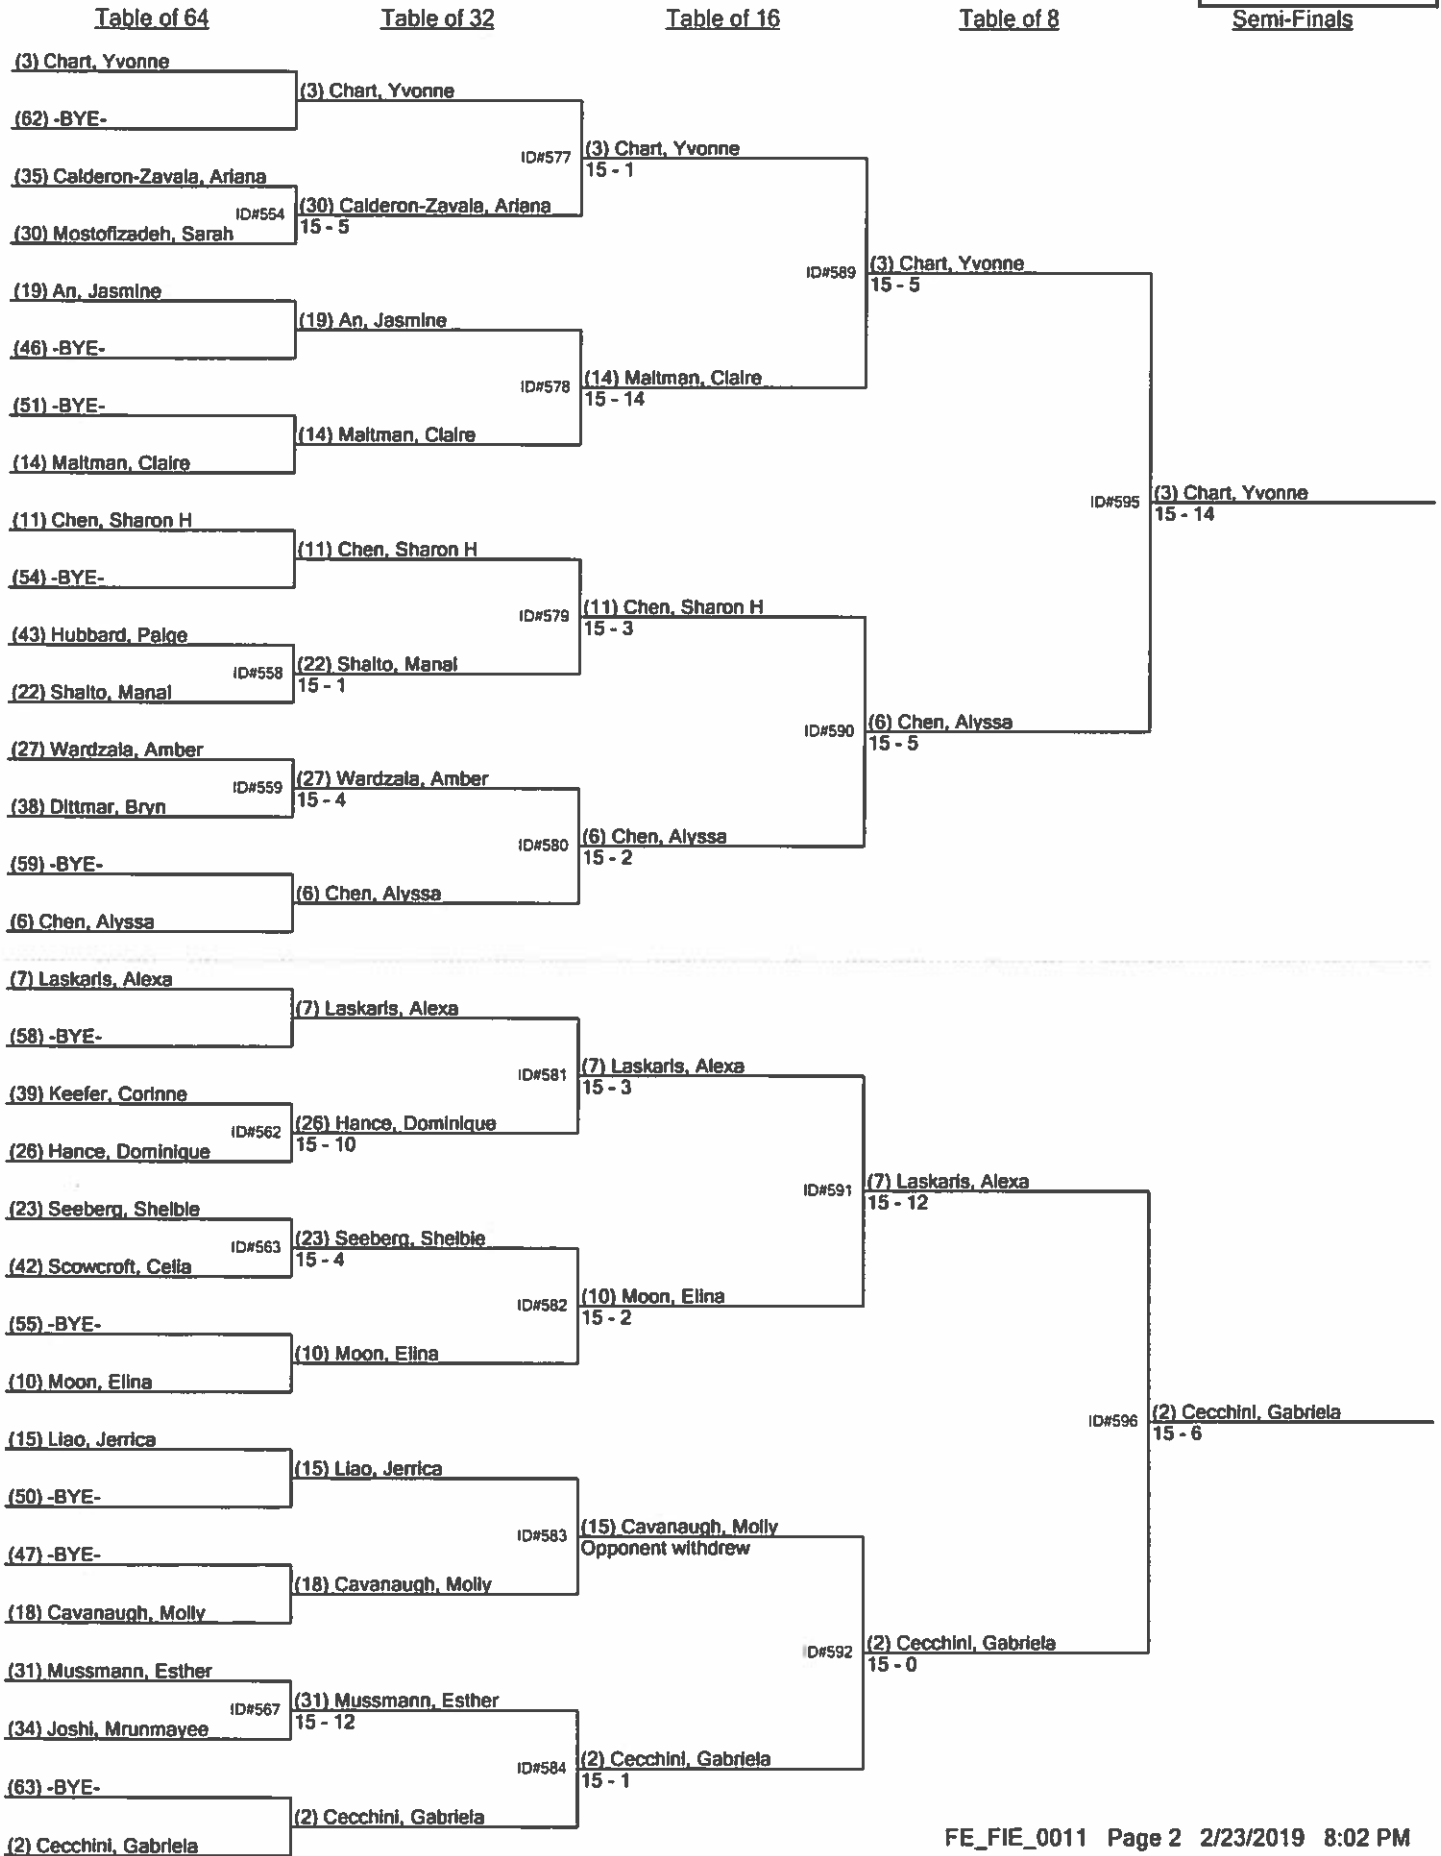 Table of 64 Table of 32 Table of 16 Table of 8 Semi-Finals
(3) Chart, Yvonne
(3) Chart, Yvonne
(62) -BYE-
ID#577 (3) Chart, Yvonne
15 - 1
(35) Calderon-Zavala, Ariana
ID#554 (30) Calderon-Zavala, Ariana
15 - 5
(30) Mostofizadeh, Sarah
ID#589 (3) Chart, Yvonne
15 - 5
(19) An, Jasmine
(19) An, Jasmine
(46) -BYE-
ID#578 (14) Maltman, Claire
15 - 14
(51) -BYE-
(14) Maltman, Claire
(14) Maltman, Claire
ID#595 (3) Chart, Yvonne
15 - 14
(11) Chen, Sharon H
(11) Chen, Sharon H
(54) -BYE-
ID#579 (11) Chen, Sharon H
15 - 3
(43) Hubbard, Paige
ID#558 (22) Shalto, Manal
15 - 1
(22) Shalto, Manal
ID#590 (6) Chen, Alyssa
15 - 5
(27) Wardzala, Amber
ID#559 (27) Wardzala, Amber
15 - 4
(38) Dittmar, Bryn
ID#580 (6) Chen, Alyssa
15 - 2
(59) -BYE-
(6) Chen, Alyssa
(6) Chen, Alyssa
(7) Laskaris, Alexa
(7) Laskaris, Alexa
(58) -BYE-
ID#581 (7) Laskaris, Alexa
15 - 3
(39) Keefer, Corinne
ID#562 (26) Hance, Dominique
15 - 10
(26) Hance, Dominique
ID#591 (7) Laskaris, Alexa
15 - 12
(23) Seeberg, Shelbie
ID#563 (23) Seeberg, Shelbie
15 - 4
(42) Scowcroft, Celia
ID#582 (10) Moon, Elina
15 - 2
(55) -BYE-
(10) Moon, Elina
(10) Moon, Elina
ID#596 (2) Cecchini, Gabriela
15 - 6
(15) Liao, Jerrica
(15) Liao, Jerrica
(50) -BYE-
ID#583 (15) Cavanaugh, Molly
Opponent withdrew
(47) -BYE-
(18) Cavanaugh, Molly
(18) Cavanaugh, Molly
ID#592 (2) Cecchini, Gabriela
15 - 0
(31) Mussmann, Esther
ID#567 (31) Mussmann, Esther
15 - 12
(34) Joshi, Mrunmayee
ID#584 (2) Cecchini, Gabriela
15 - 1
(63) -BYE-
(2) Cecchini, Gabriela
(2) Cecchini, Gabriela
FE_FIE_0011 Page 2 2/23/2019 8:02 PM